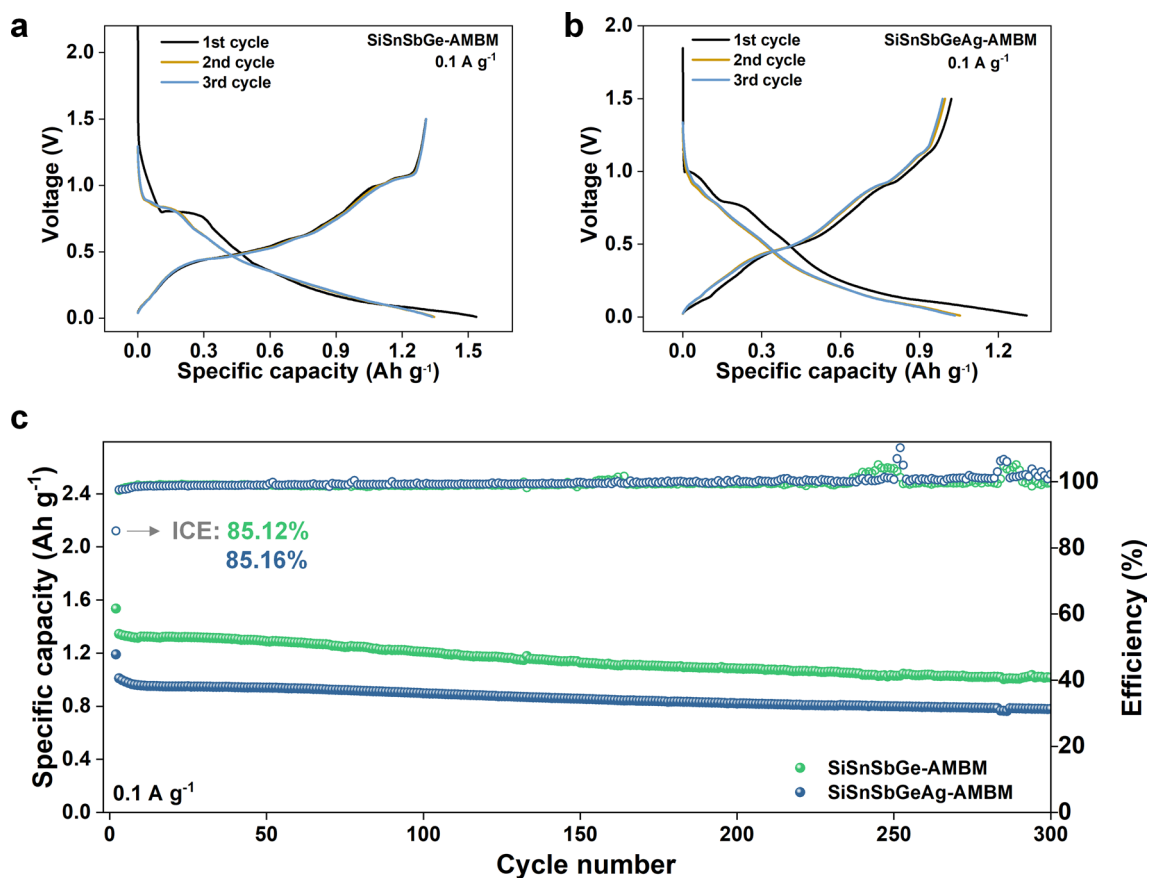 a
2.0
1.5
1.0
0.5
0.0
Voltage (V)
1st cycle
2nd cycle
3rd cycle
SiSnSbGe-AMBM
0.1 A g⁻¹
0.0 0.3 0.6 0.9 1.2 1.5
Specific capacity (Ah g⁻¹)
b
2.0
1.5
1.0
0.5
0.0
Voltage (V)
1st cycle
2nd cycle
3rd cycle
SiSnSbGeAg-AMBM
0.1 A g⁻¹
0.0 0.3 0.6 0.9 1.2
Specific capacity (Ah g⁻¹)
c
Specific capacity (Ah g⁻¹)
2.4
2.0
1.6
1.2
0.8
0.4
0.0
ICE: 85.12%
85.16%
0.1 A g⁻¹
SiSnSbGe-AMBM
SiSnSbGeAg-AMBM
100
80
60
40
20
0
Efficiency (%)
0 50 100 150 200 250 300
Cycle number